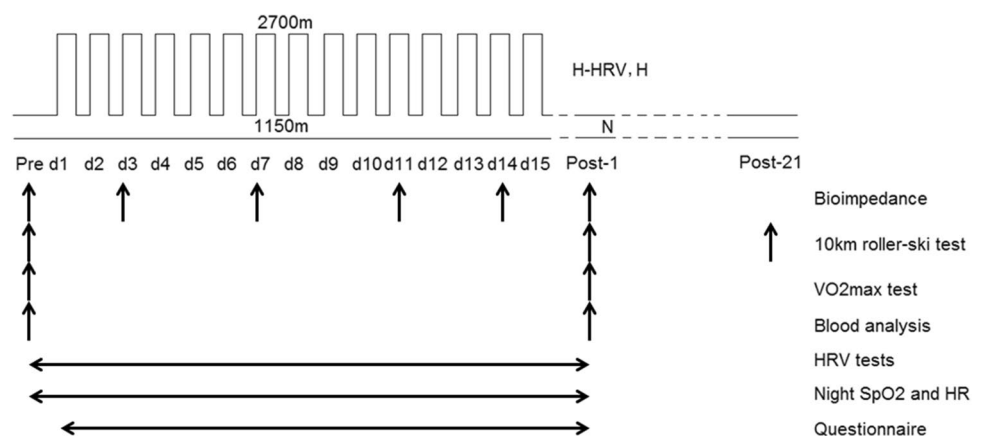 2700m
H-HRV, H
1150m
N
Pre d1 d2 d3 d4 d5 d6 d7 d8 d9 d10 d11 d12 d13 d14 d15 Post-1 Post-21
Bioimpedance
10km roller-ski test
VO2max test
Blood analysis
HRV tests
Night SpO2 and HR
Questionnaire